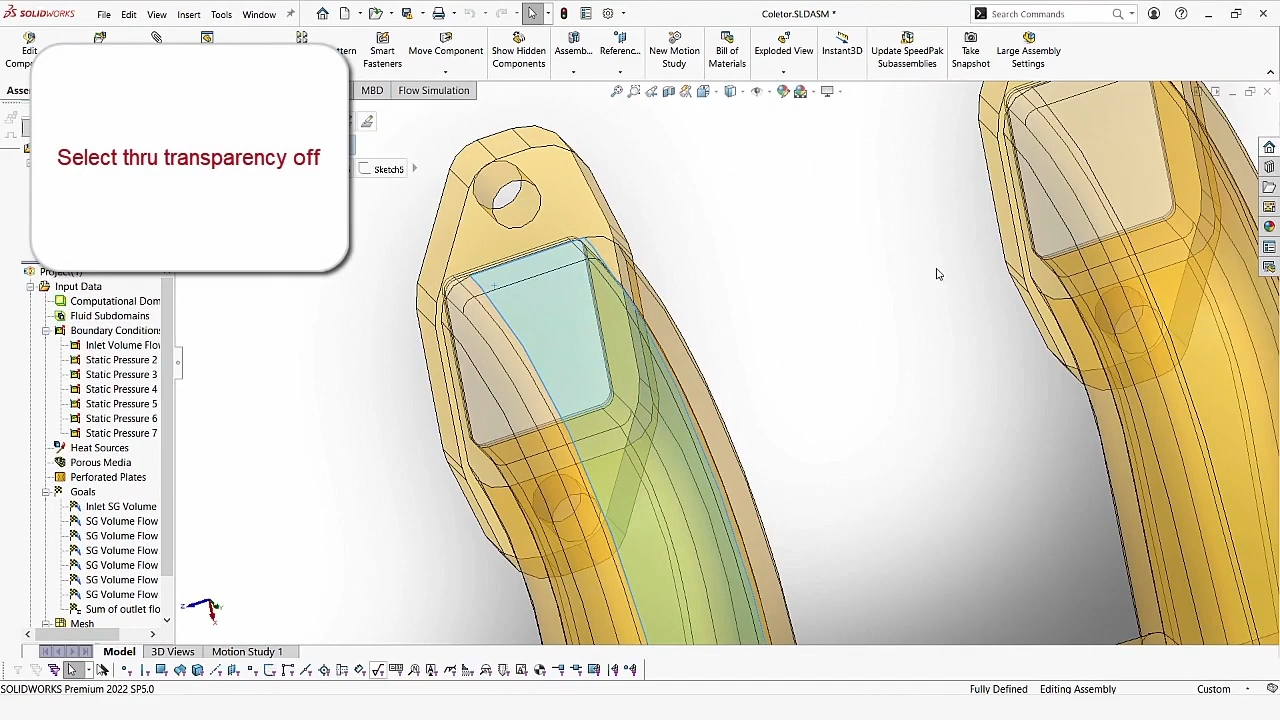 SOLIDWORKS
File Edit View Insert Tools Window
Coletor.SLDASM *
Search Commands
Edit
Smart Fasteners
Move Component
Show Hidden Components
Assemb...
Referenc...
New Motion Study
Bill of Materials
Exploded View
Instant3D
Update SpeedPak Subassemblies
Take Snapshot
Large Assembly Settings
MBD
Flow Simulation
Select thru transparency off
Sketch5
Project(1)
Input Data
Computational Dom
Fluid Subdomains
Boundary Condition
Inlet Volume Flo
Static Pressure 2
Static Pressure 3
Static Pressure 4
Static Pressure 5
Static Pressure 6
Static Pressure 7
Heat Sources
Porous Media
Perforated Plates
Goals
Inlet SG Volume
SG Volume Flow
SG Volume Flow
SG Volume Flow
SG Volume Flow
SG Volume Flow
SG Volume Flow
Sum of outlet flo
Mesh
Model
3D Views
Motion Study 1
SOLIDWORKS Premium 2022 SP5.0
Fully Defined
Editing Assembly
Custom